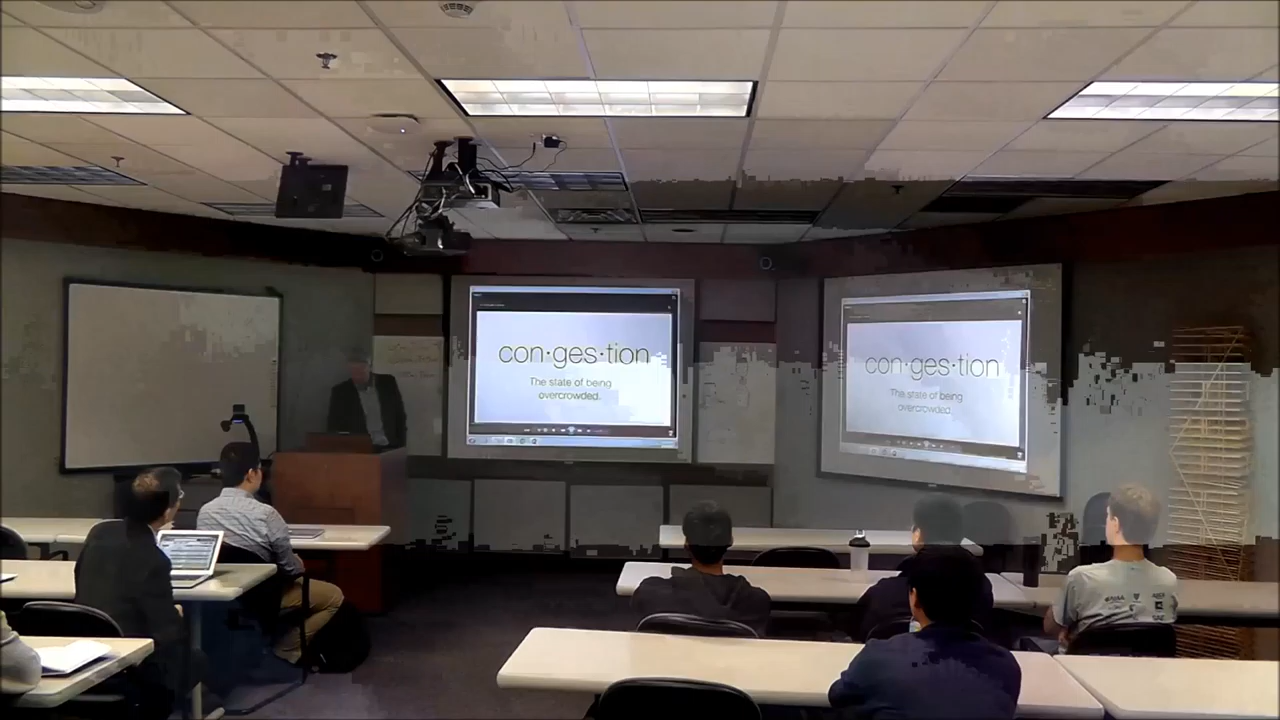 con·ges·tion
The state of being
overcrowded.
con·ges·tion
The state of being
overcrowded.